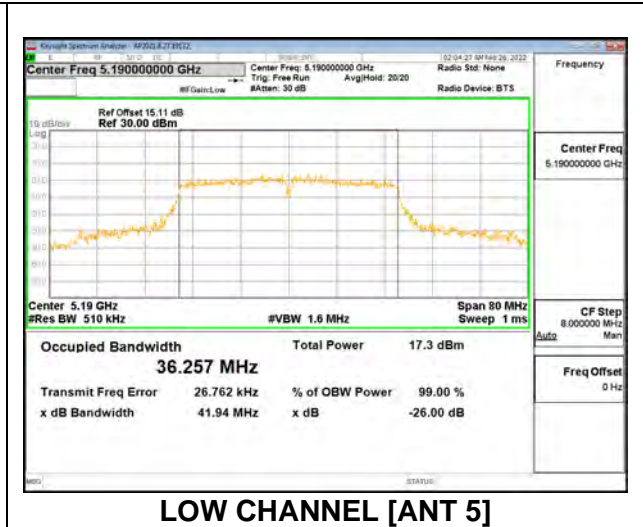 Keysight Spectrum Analyzer
Center Freq 5.190000000 GHz
Center Freq: 5.190000000 GHz
Trig: Free Run Avg|Hold: 20/20
#IFGain:Low #Atten: 30 dB
02:04:27 AM Feb 26, 2022
Radio Std: None
Radio Device: BTS
Frequency
Ref Offset 15.11 dB
10 dB/div Ref 30.00 dBm
Log
Center Freq
5.190000000 GHz
Center 5.19 GHz Span 80 MHz
#Res BW 510 kHz #VBW 1.6 MHz Sweep 1 ms
CF Step
8.000000 MHz
Auto Man
Occupied Bandwidth Total Power 17.3 dBm
36.257 MHz
Freq Offset
0 Hz
Transmit Freq Error 26.762 kHz % of OBW Power 99.00 %
x dB Bandwidth 41.94 MHz x dB -26.00 dB
MSG STATUS
LOW CHANNEL [ANT 5]